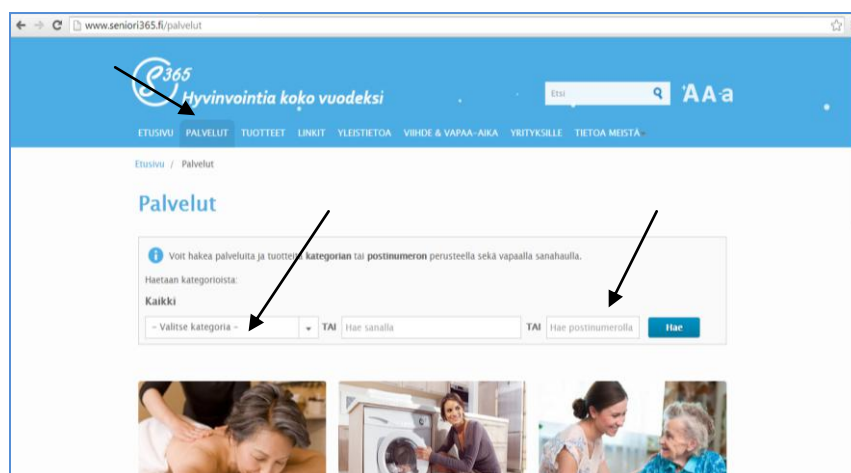 www.seniori365.fi/palvelut
365
Hyvinvointia koko vuodeksi
Etsi
A A a
ETUSIVU PALVELUT TUOTTEET LINKIT YLEISTIETOA VIIHDE & VAPAA-AIKA YRITYKSILLE TIETOA MEISTÄ
Etusivu / Palvelut
Palvelut
Voit hakea palveluita ja tuotteita kategorian tai postinumeron perusteella sekä vapaalla sanahaulla.
Haetaan kategorioista:
Kaikki
- Valitse kategoria - TAI Hae sanalla TAI Hae postinumerolla Hae